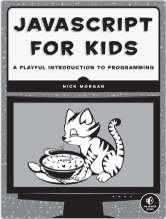 JAVASCRIPT
FOR KIDS
A PLAYFUL INTRODUCTION TO PROGRAMMING
NICK MORGAN